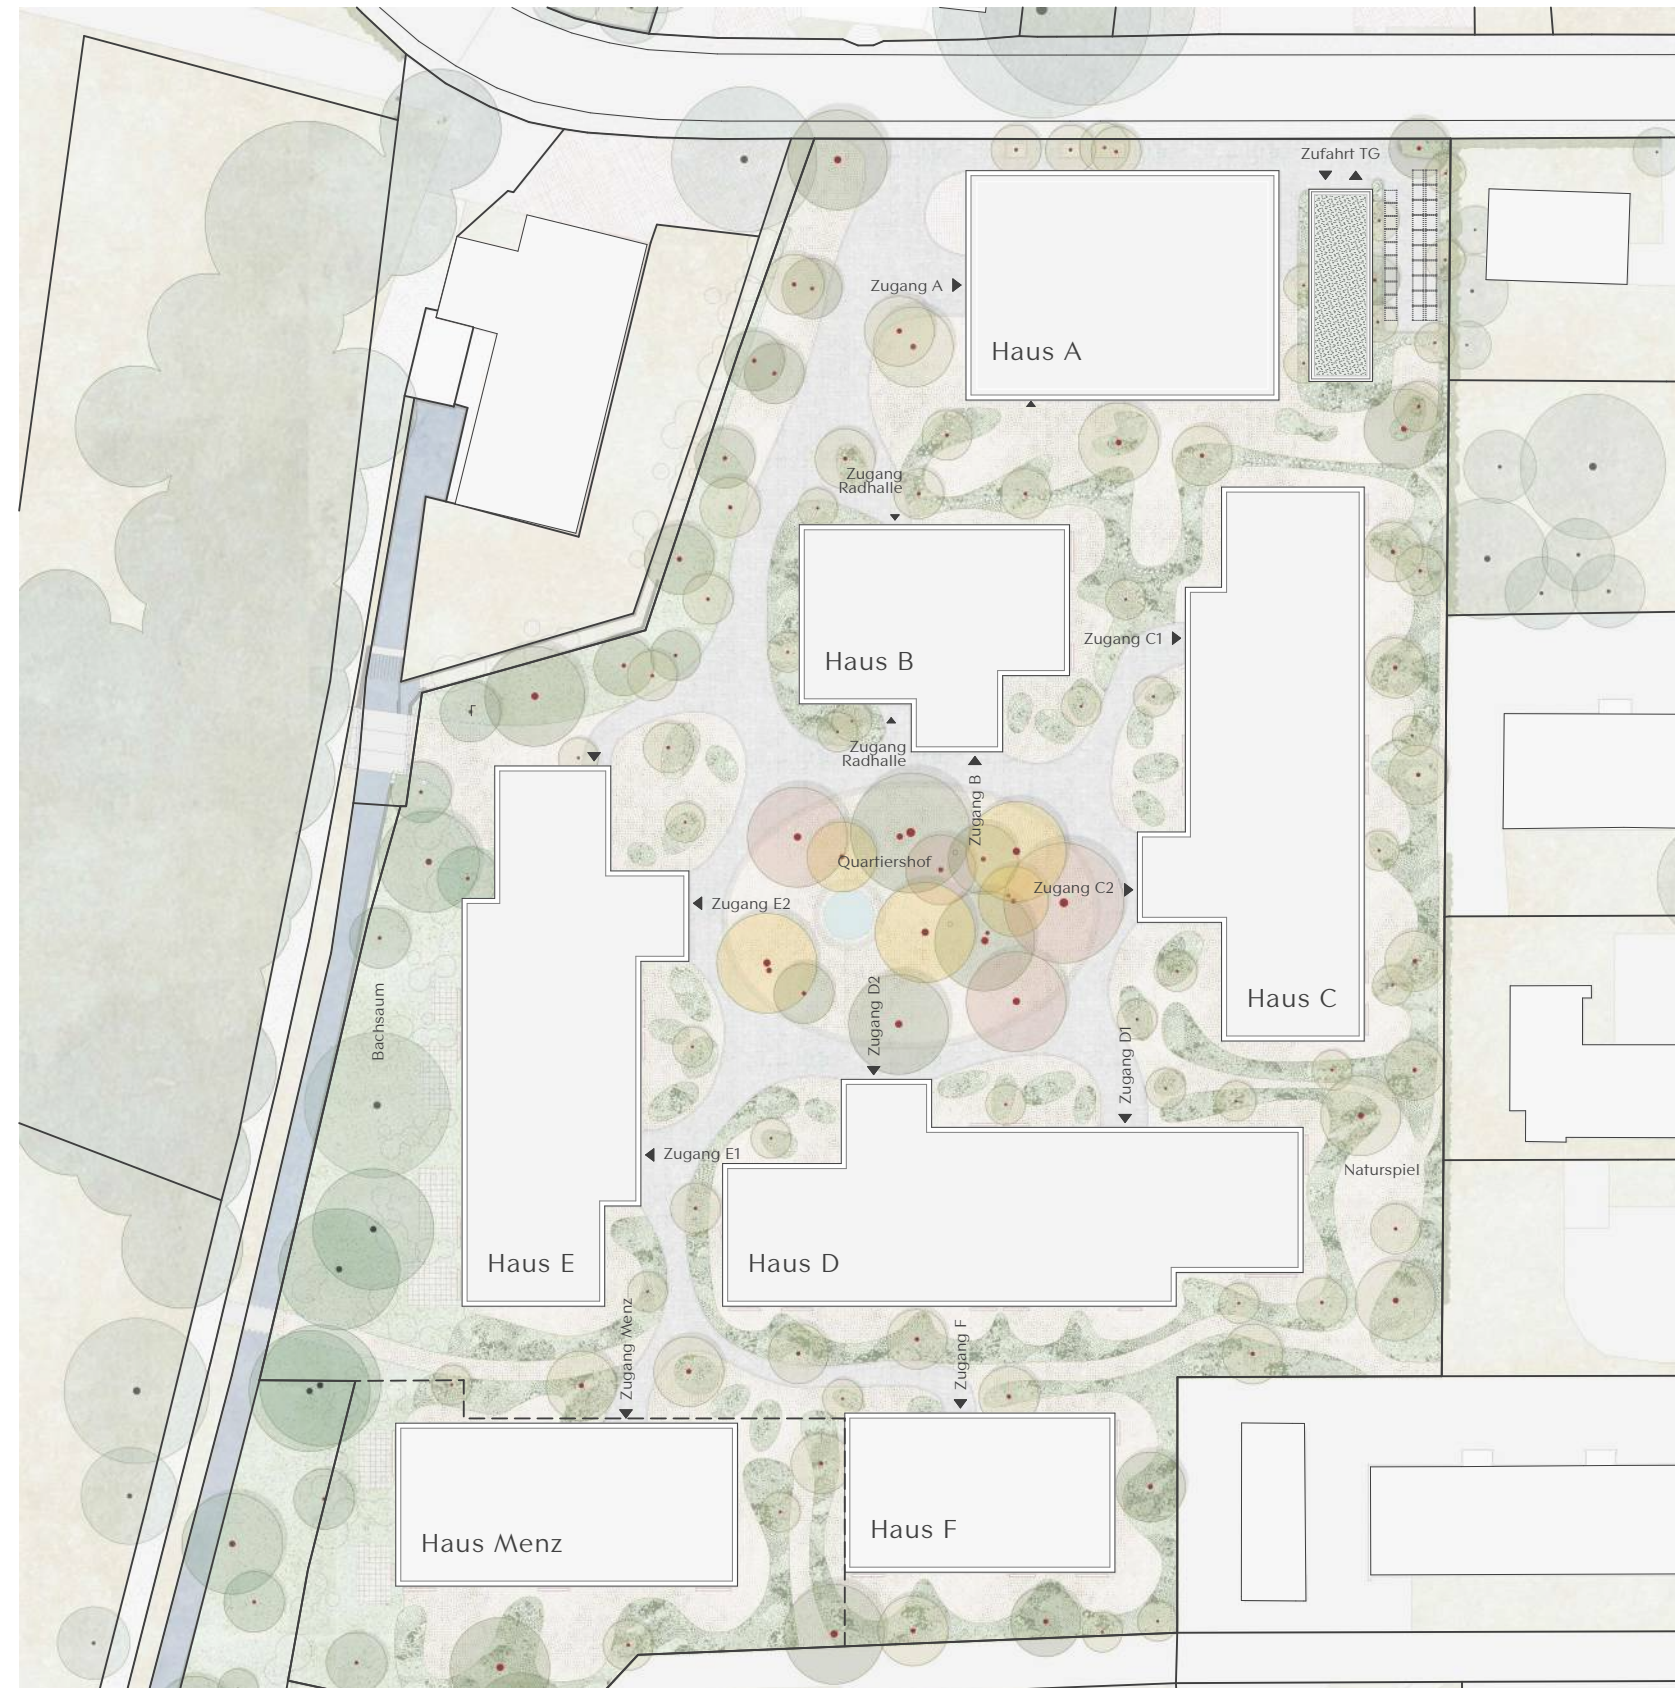 Zufahrt TG
Zugang A
Haus A
Zugang
Radhalle
Zugang C1
Haus B
Zugang
Radhalle
Zugang B
Quartiershof
Zugang C2
Zugang E2
Haus C
Bachsaum
Zugang D2
Zugang D1
Zugang E1
Naturspiel
Haus E
Haus D
Zugang Menz
Zugang F
Haus F
Haus Menz